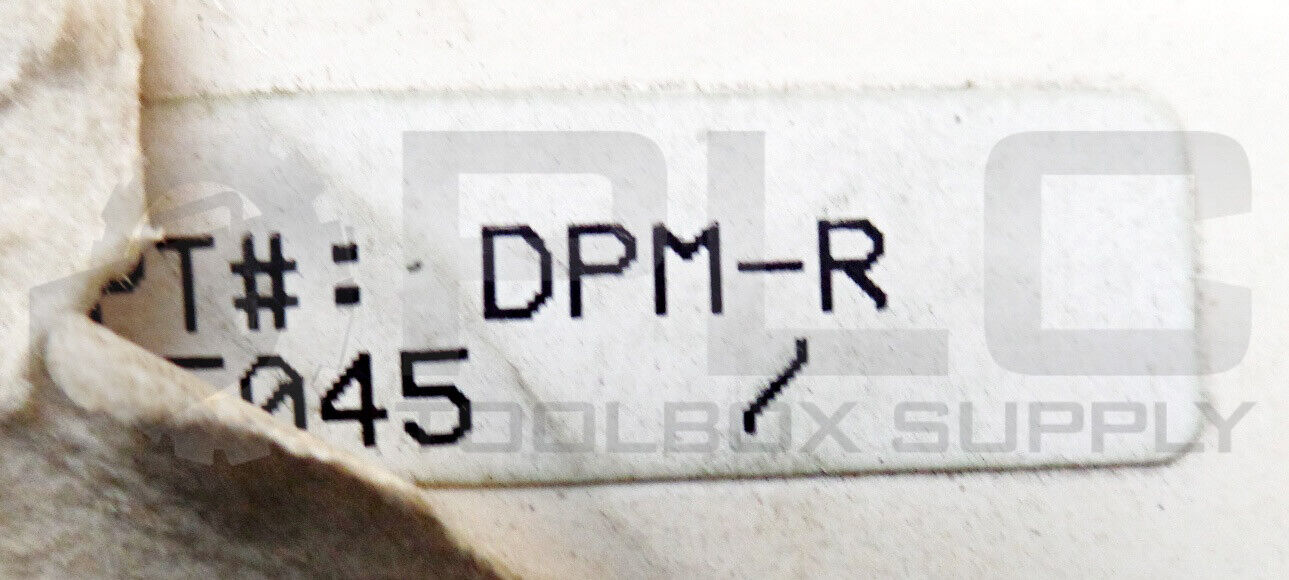 PT#: DPM-R
045 /
PLC
TOOLBOX SUPPLY